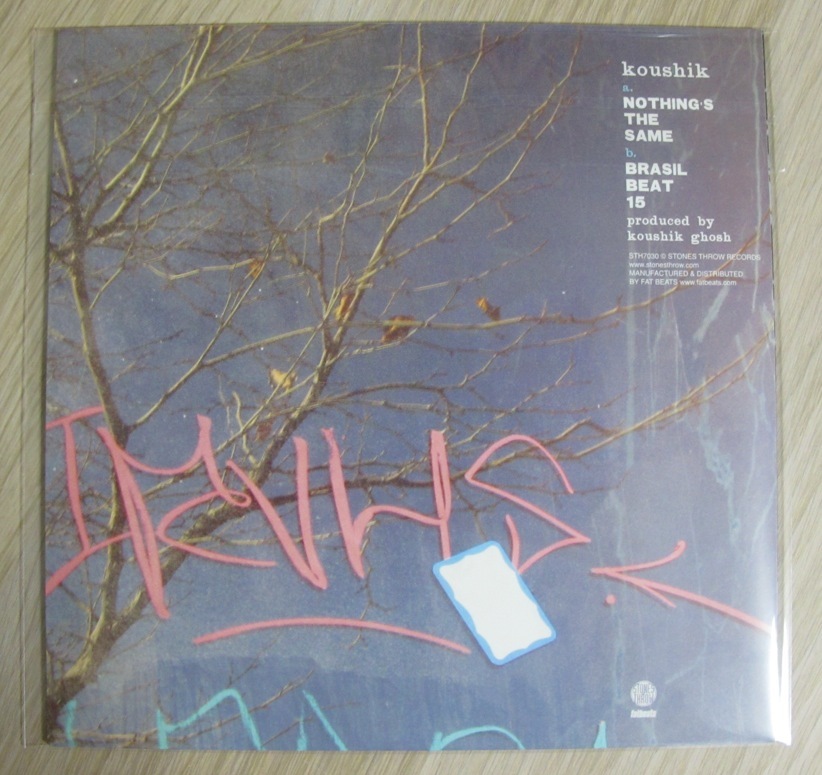 koushik
a.
NOTHING'S
THE
SAME
b.
BRASIL
BEAT
15
produced by
koushik ghosh
STH7030 © STONES THROW RECORDS
www.stonesthrow.com
MANUFACTURED & DISTRIBUTED
BY FAT BEATS www.fatbeats.com
fatbeats